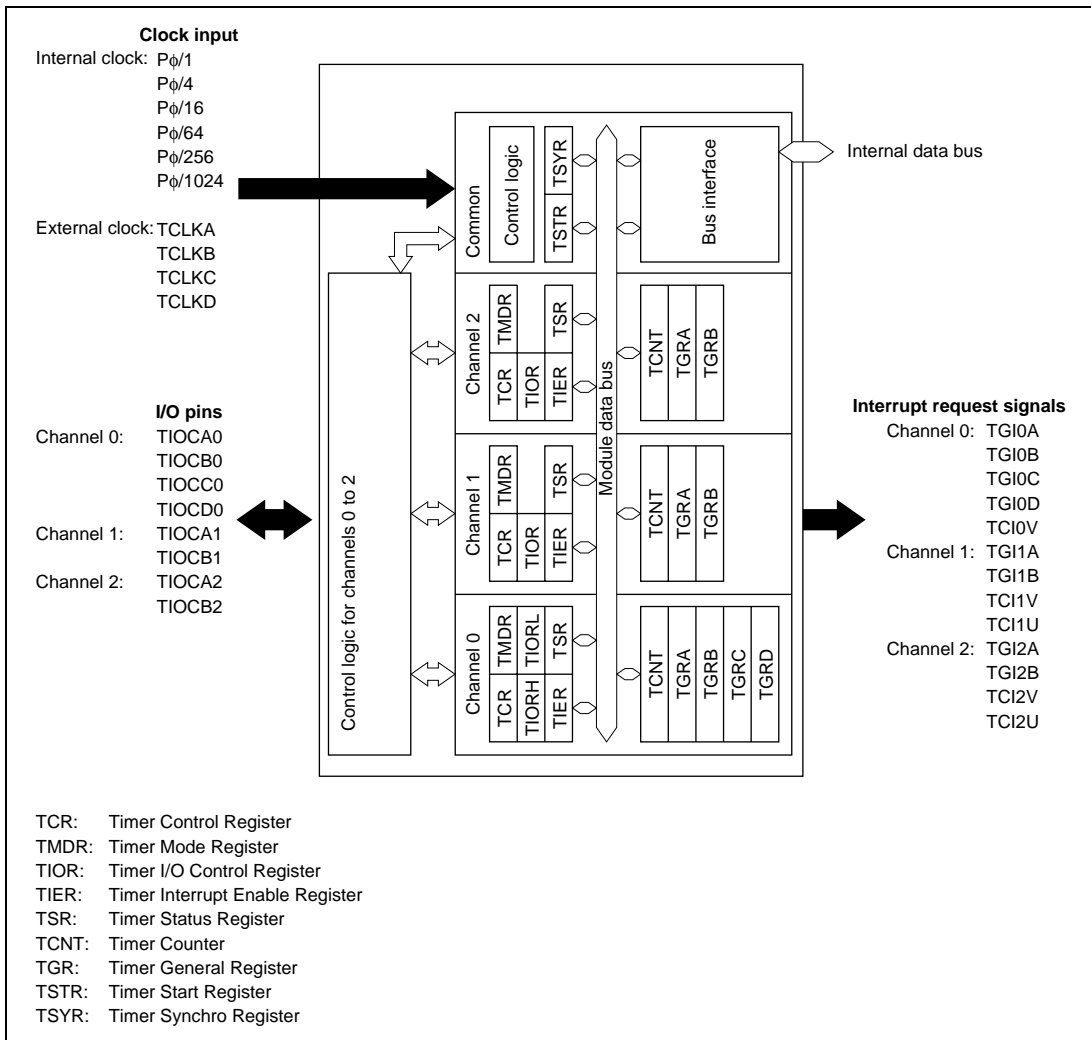 Clock input
Internal clock: Pϕ/1
Pϕ/4
Pϕ/16
Pϕ/64
Pϕ/256
Pϕ/1024
External clock: TCLKA
TCLKB
TCLKC
TCLKD
I/O pins
Channel 0: TIOCA0
TIOCB0
TIOCC0
TIOCD0
Channel 1: TIOCA1
TIOCB1
Channel 2: TIOCA2
TIOCB2
Control logic for channels 0 to 2
Common
Control logic
TSTR TSYR
Bus interface
Internal data bus
Module data bus
Channel 2
TCR TMDR
TIOR
TIER TSR
TCNT
TGRA
TGRB
Channel 1
TCR TMDR
TIOR
TIER TSR
TCNT
TGRA
TGRB
Channel 0
TCR TMDR
TIORH TIORL
TIER TSR
TCNT
TGRA
TGRB
TGRC
TGRD
Interrupt request signals
Channel 0: TGI0A
TGI0B
TGI0C
TGI0D
TCI0V
Channel 1: TGI1A
TGI1B
TCI1V
TCI1U
Channel 2: TGI2A
TGI2B
TCI2V
TCI2U
TCR: Timer Control Register
TMDR: Timer Mode Register
TIOR: Timer I/O Control Register
TIER: Timer Interrupt Enable Register
TSR: Timer Status Register
TCNT: Timer Counter
TGR: Timer General Register
TSTR: Timer Start Register
TSYR: Timer Synchro Register